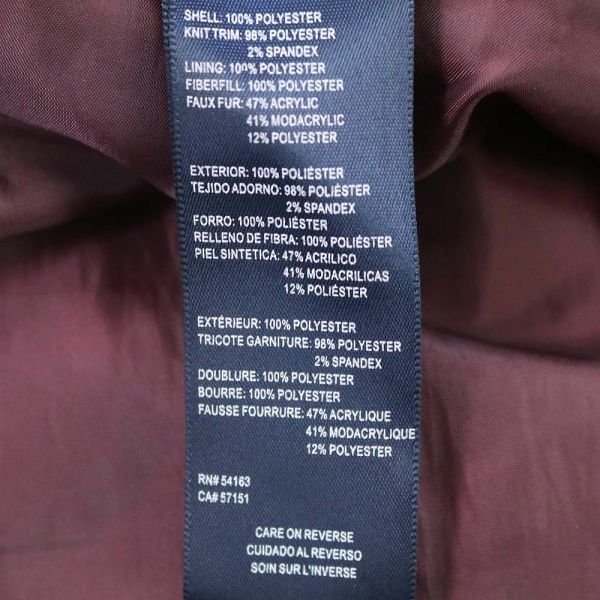 SHELL: 100% POLYESTER
KNIT TRIM: 98% POLYESTER
2% SPANDEX
LINING: 100% POLYESTER
FIBERFILL: 100% POLYESTER
FAUX FUR: 47% ACRYLIC
41% MODACRYLIC
12% POLYESTER
EXTERIOR: 100% POLIÉSTER
TEJIDO ADORNO: 98% POLIÉSTER
2% SPANDEX
FORRO: 100% POLIÉSTER
RELLENO DE FIBRA: 100% POLIÉSTER
PIEL SINTETICA: 47% ACRILICO
41% MODACRILICAS
12% POLIÉSTER
EXTÉRIEUR: 100% POLYESTER
TRICOTE GARNITURE: 98% POLYESTER
2% SPANDEX
DOUBLURE: 100% POLYESTER
BOURRE: 100% POLYESTER
FAUSSE FOURRURE: 47% ACRYLIQUE
41% MODACRYLIQUE
12% POLYESTER
RN# 54163
CA# 57151
CARE ON REVERSE
CUIDADO AL REVERSO
SOIN SUR L'INVERSE